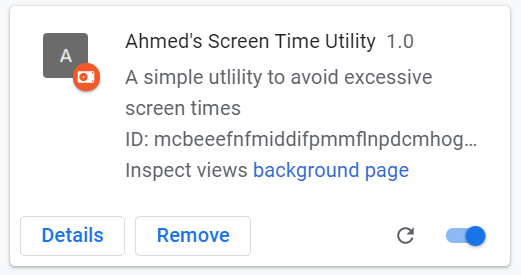 A
Ahmed's Screen Time Utility 1.0
A simple utlility to avoid excessive
screen times
ID: mcbeeefnfmiddifpmmflnpdcmhog...
Inspect views background page
Details Remove